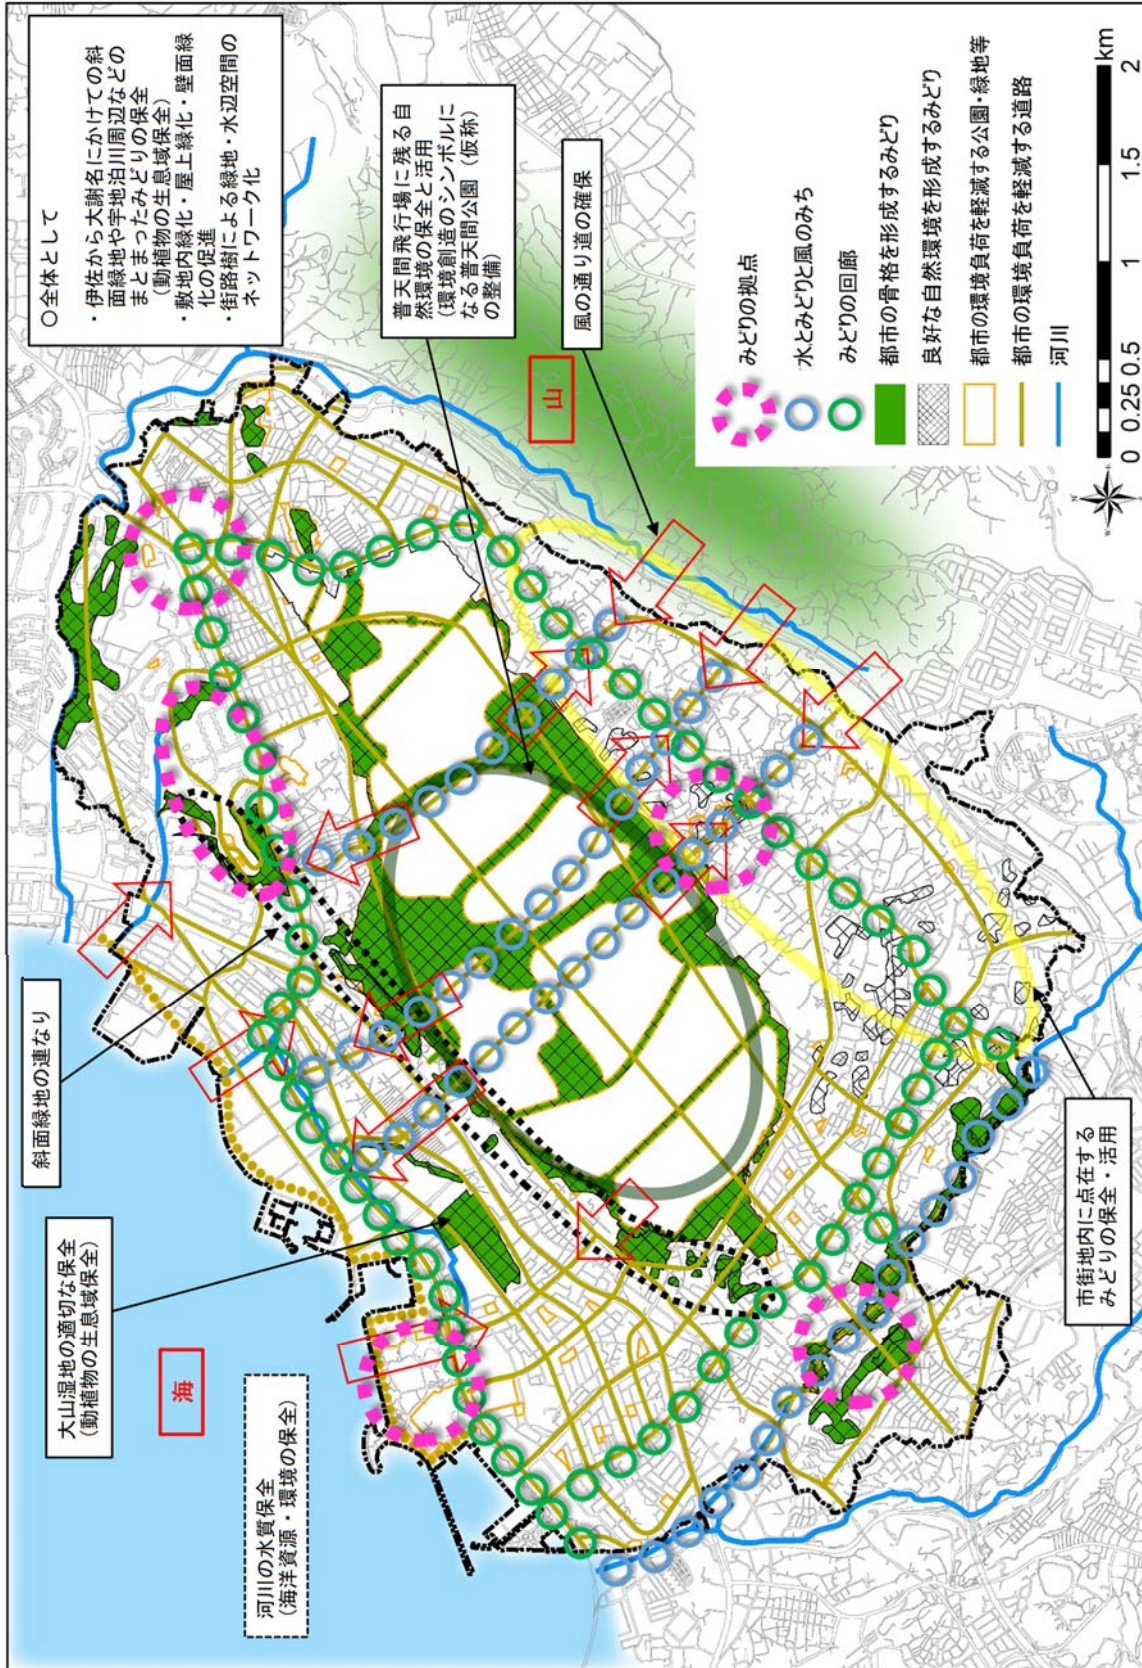 ○全体として
・伊佐から大謝名にかけての斜
面緑地や宇地泊川周辺などの
まとまったみどりの保全
(動植物の生息域保全)
・敷地内緑化・屋上緑化・壁面緑
化の促進
・街路樹による緑地・水辺空間の
ネットワーク化
斜面緑地の連なり
大山湿地の適切な保全
(動植物の生息域保全)
海
河川の水質保全
(海洋資源・環境の保全)
普天間飛行場に残る自
然環境の保全と活用
(環境創造のシンボルに
なる普天間公園(仮称)
の整備)
風の通り道の確保
山
市街地内に点在する
みどりの保全・活用
みどりの拠点
水とみどりと風のみち
みどりの回廊
都市の骨格を形成するみどり
良好な自然環境を形成するみどり
都市の環境負荷を軽減する公園・緑地等
都市の環境負荷を軽減する道路
河川
0 0.25 0.5 1 1.5 2
km